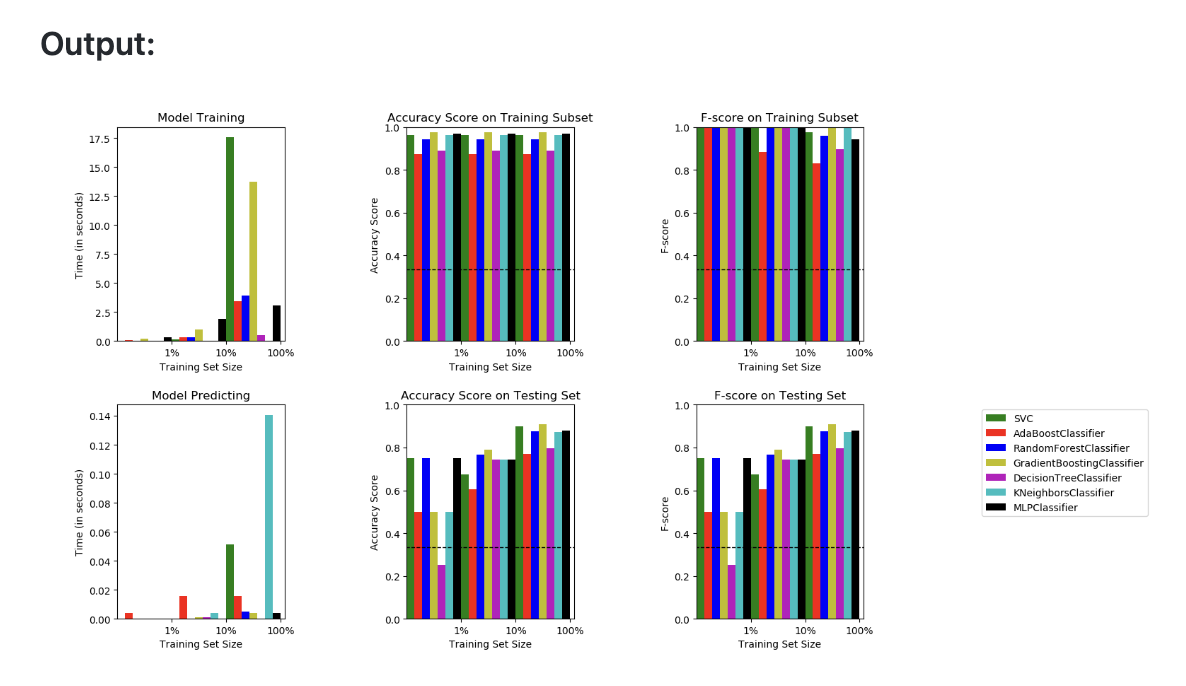 Output:
Model Training
Accuracy Score on Training Subset
F-score on Training Subset
Time (in seconds)
17.5
15.0
12.5
10.0
7.5
5.0
2.5
0.0
1%
10%
100%
Training Set Size
Accuracy Score
1.0
0.8
0.6
0.4
0.2
0.0
1%
10%
100%
Training Set Size
F-score
1.0
0.8
0.6
0.4
0.2
0.0
1%
10%
100%
Training Set Size
Model Predicting
Accuracy Score on Testing Set
F-score on Testing Set
Time (in seconds)
0.14
0.12
0.10
0.08
0.06
0.04
0.02
0.00
1%
10%
100%
Training Set Size
Accuracy Score
1.0
0.8
0.6
0.4
0.2
0.0
1%
10%
100%
Training Set Size
F-score
1.0
0.8
0.6
0.4
0.2
0.0
1%
10%
100%
Training Set Size
SVC
AdaBoostClassifier
RandomForestClassifier
GradientBoostingClassifier
DecisionTreeClassifier
KNeighborsClassifier
MLPClassifier